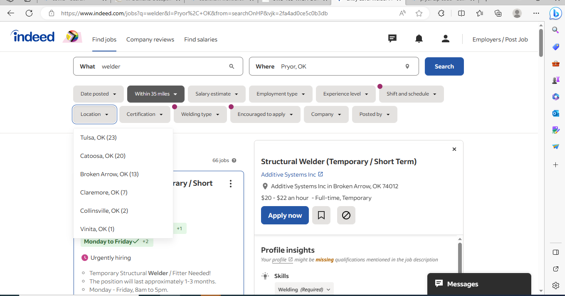 https://www.indeed.com/jobs?q=welder&l=Pryor%2C+OK&from=searchOnHP&vjk=2fa4ad0ce5c0b3db
indeed
Find jobs
Company reviews
Find salaries
Employers / Post Job
What welder
Where Pryor, OK
Search
Date posted
Within 35 miles
Salary estimate
Employment type
Experience level
Shift and schedule
Location
Certification
Welding type
Encouraged to apply
Company
Posted by
Tulsa, OK (23)
Catoosa, OK (20)
Broken Arrow, OK (13)
Claremore, OK (7)
Collinsville, OK (2)
Vinita, OK (1)
jobs
rary / Short
+1
Monday to Friday +2
Urgently hiring
Temporary Structural Welder / Fitter Needed!
The position will last approximately 1-3 months.
Monday - Friday, 8am to 5pm.
Structural Welder (Temporary / Short Term)
Additive Systems Inc
Additive Systems Inc in Broken Arrow, OK 74012
$20 - $22 an hour - Full-time, Temporary
Apply now
Profile insights
Your profile might be missing qualifications mentioned in the job description
Skills
Welding (Required)
Messages